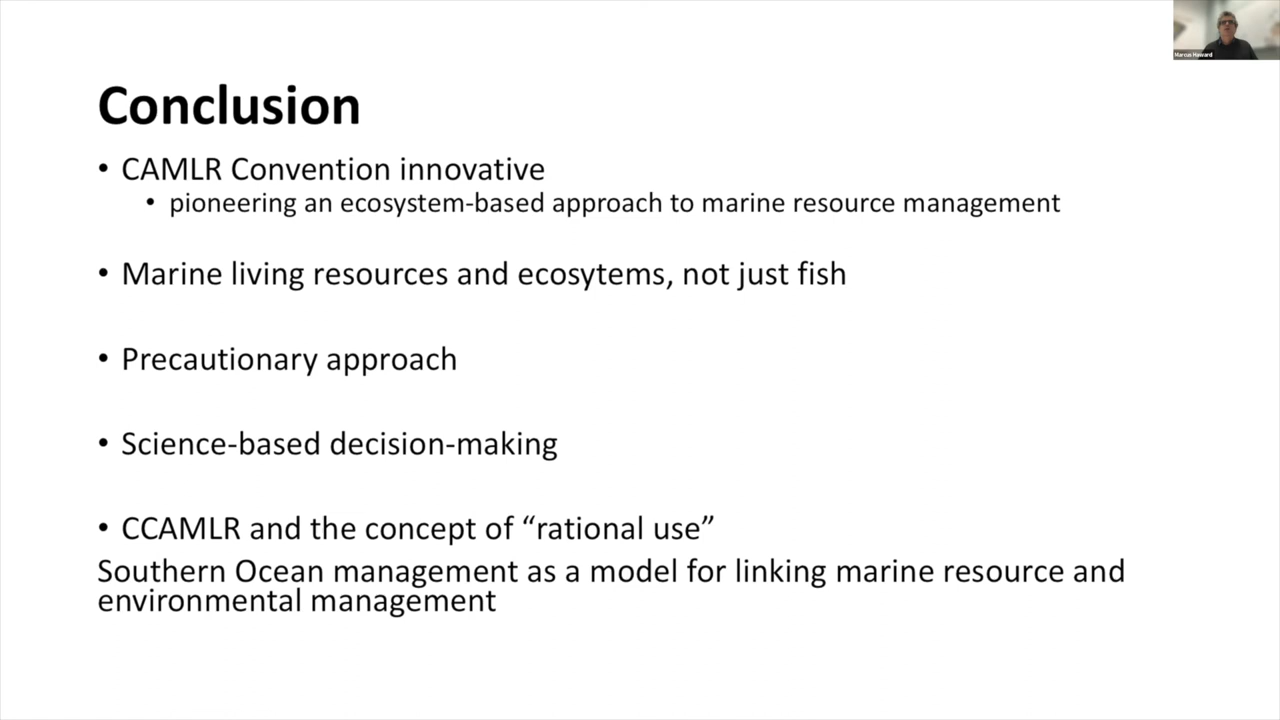 Marcus Haward
Conclusion
• CAMLR Convention innovative
• pioneering an ecosystem-based approach to marine resource management
• Marine living resources and ecosytems, not just fish
• Precautionary approach
• Science-based decision-making
• CCAMLR and the concept of “rational use”
Southern Ocean management as a model for linking marine resource and
environmental management